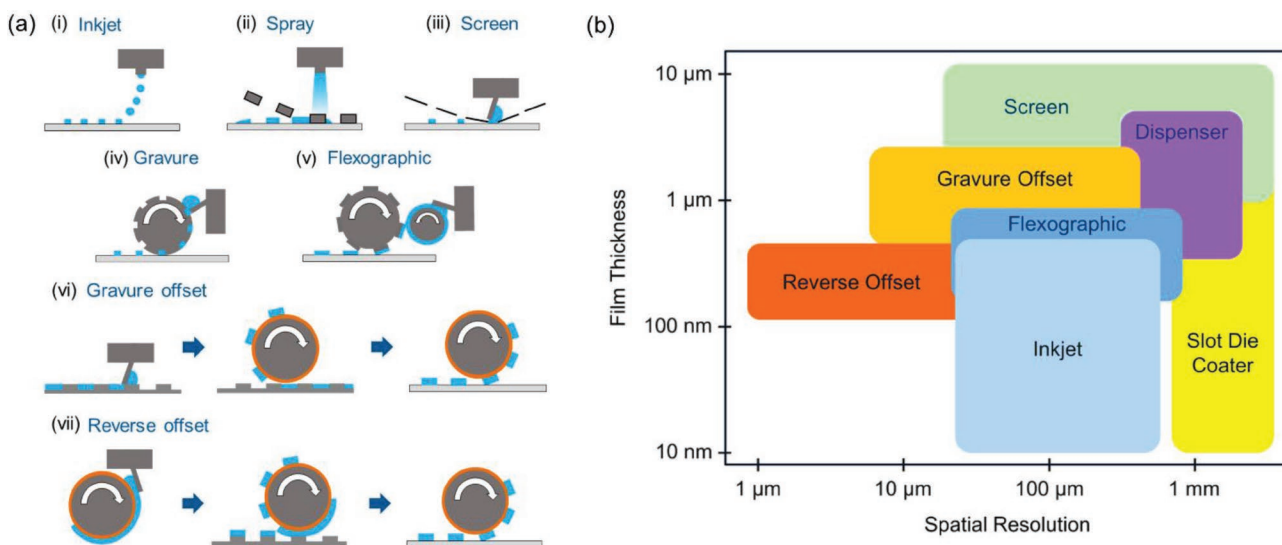 (a)
(i) Inkjet
(ii) Spray
(iii) Screen
(iv) Gravure
(v) Flexographic
(vi) Gravure offset
(vii) Reverse offset
(b)
Film Thickness
10 µm
1 µm
100 nm
10 nm
Screen
Dispenser
Gravure Offset
Flexographic
Reverse Offset
Inkjet
Slot Die
Coater
1 µm
10 µm
100 µm
1 mm
Spatial Resolution